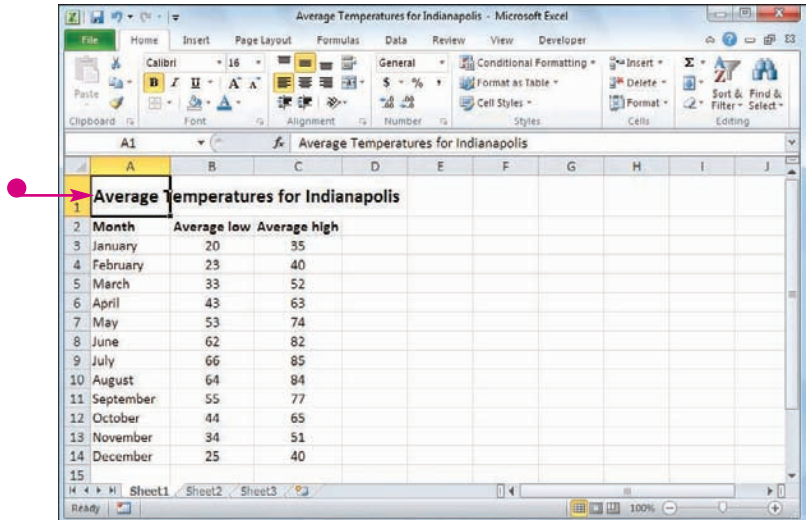 Average Temperatures for Indianapolis - Microsoft Excel
File Home Insert Page Layout Formulas Data Review View Developer
Paste
Calibri 16
B I U A A
General
$ % ,
Conditional Formatting
Format as Table
Cell Styles
Insert
Delete
Format
Σ
Sort & Filter
Find & Select
Clipboard Font Alignment Number Styles Cells Editing
A1 fx Average Temperatures for Indianapolis
A B C D E F G H I J
1 Average Temperatures for Indianapolis
2 Month Average low Average high
3 January 20 35
4 February 23 40
5 March 33 52
6 April 43 63
7 May 53 74
8 June 62 82
9 July 66 85
10 August 64 84
11 September 55 77
12 October 44 65
13 November 34 51
14 December 25 40
15
Sheet1 Sheet2 Sheet3
Ready 100%